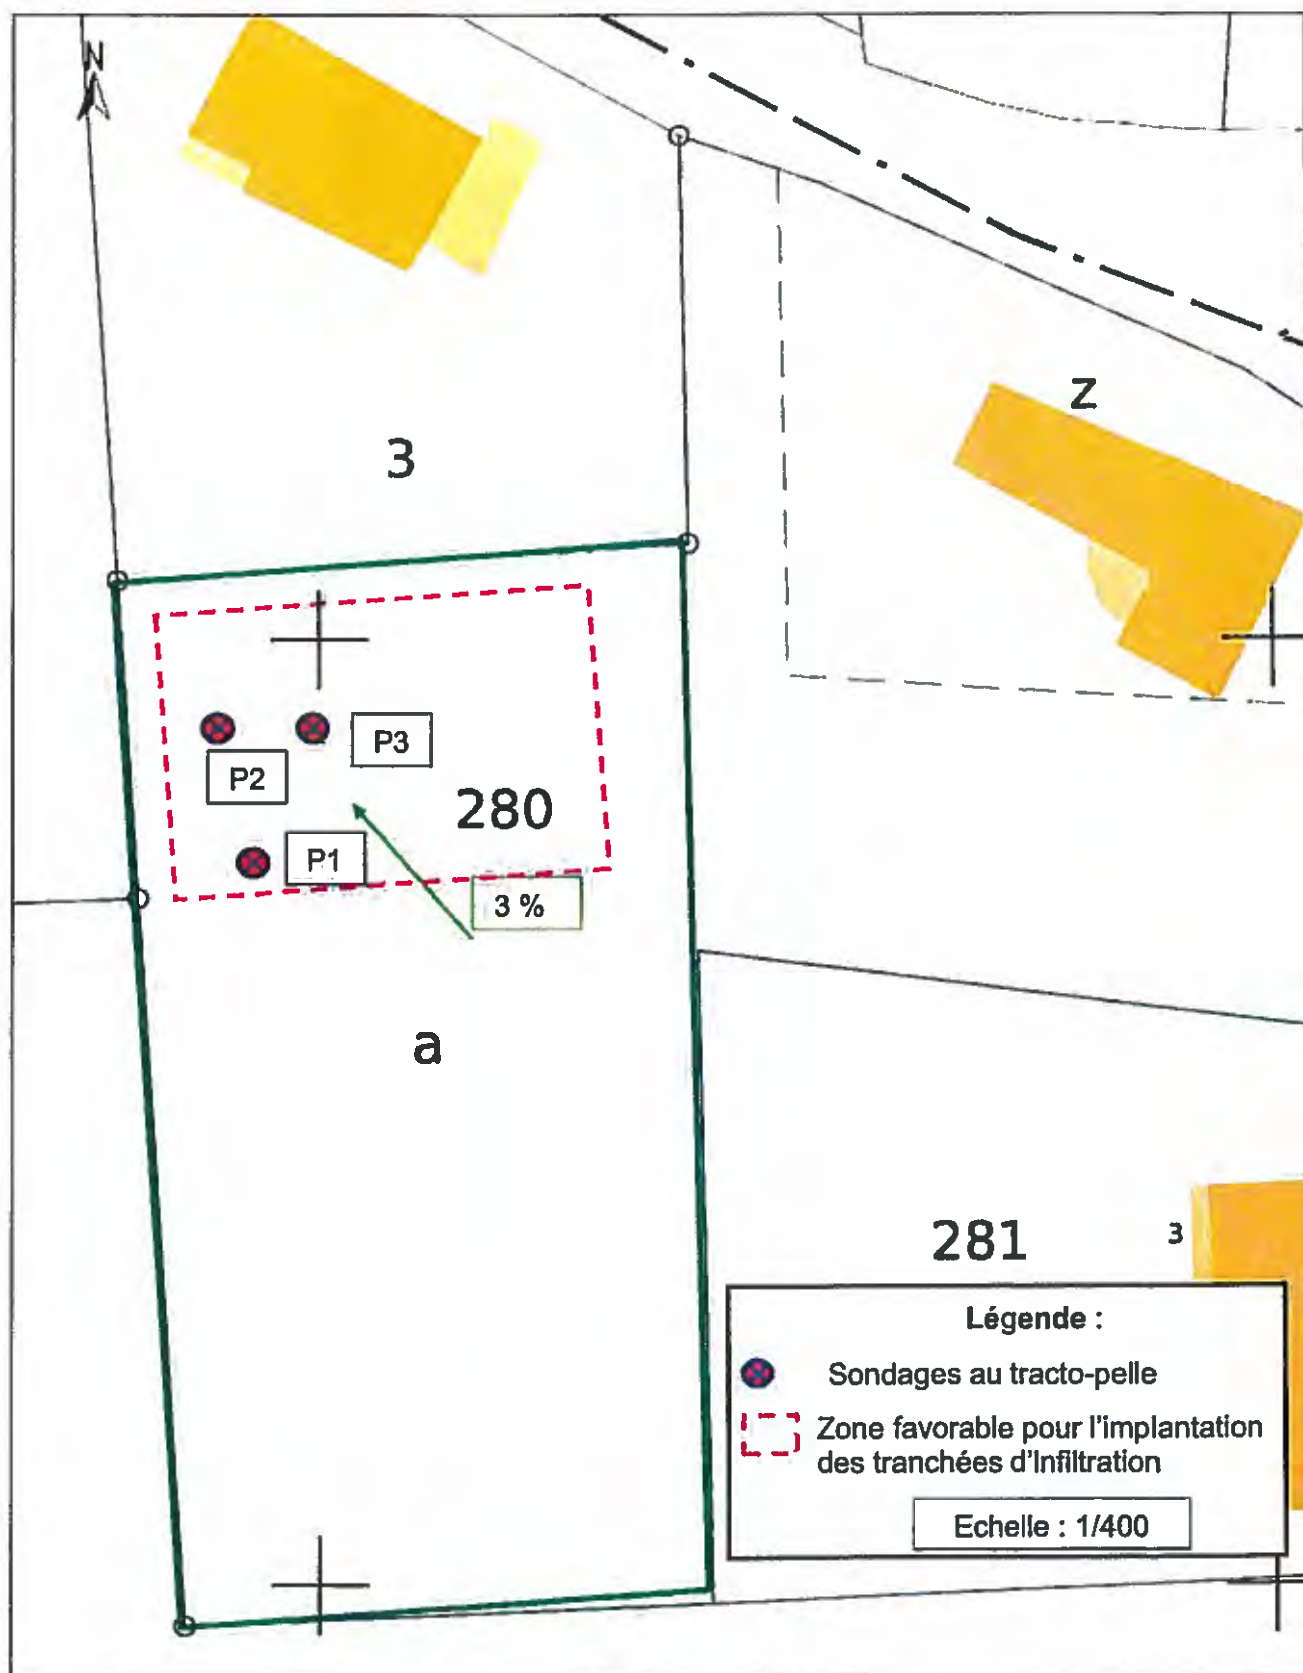 N
3
Z
P3
P2
280
P1
3 %
a
281
3
Légende :
Sondages au tracto-pelle
Zone favorable pour l'implantation
des tranchées d'Infiltration
Echelle : 1/400